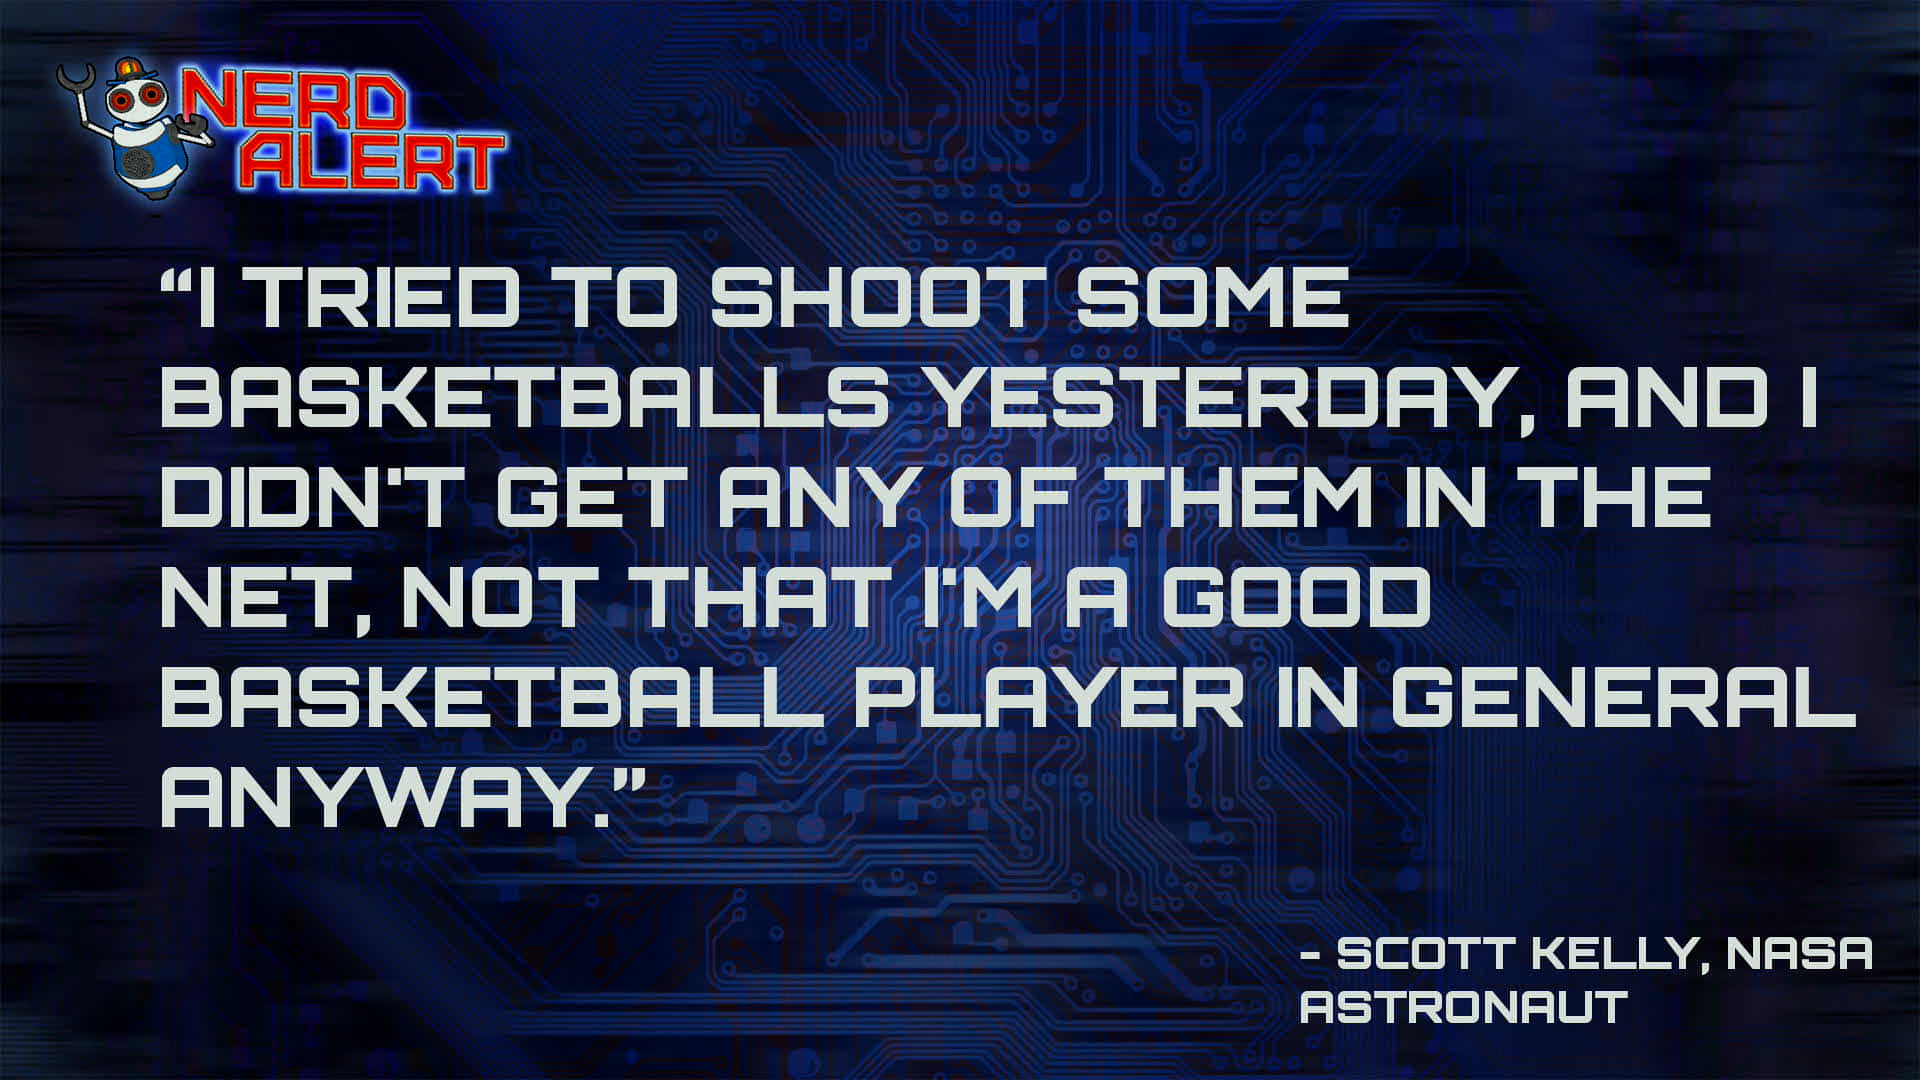 NERD
ALERT
“I TRIED TO SHOOT SOME
BASKETBALLS YESTERDAY, AND I
DIDN'T GET ANY OF THEM IN THE
NET, NOT THAT I'M A GOOD
BASKETBALL PLAYER IN GENERAL
ANYWAY.”
- SCOTT KELLY, NASA
ASTRONAUT